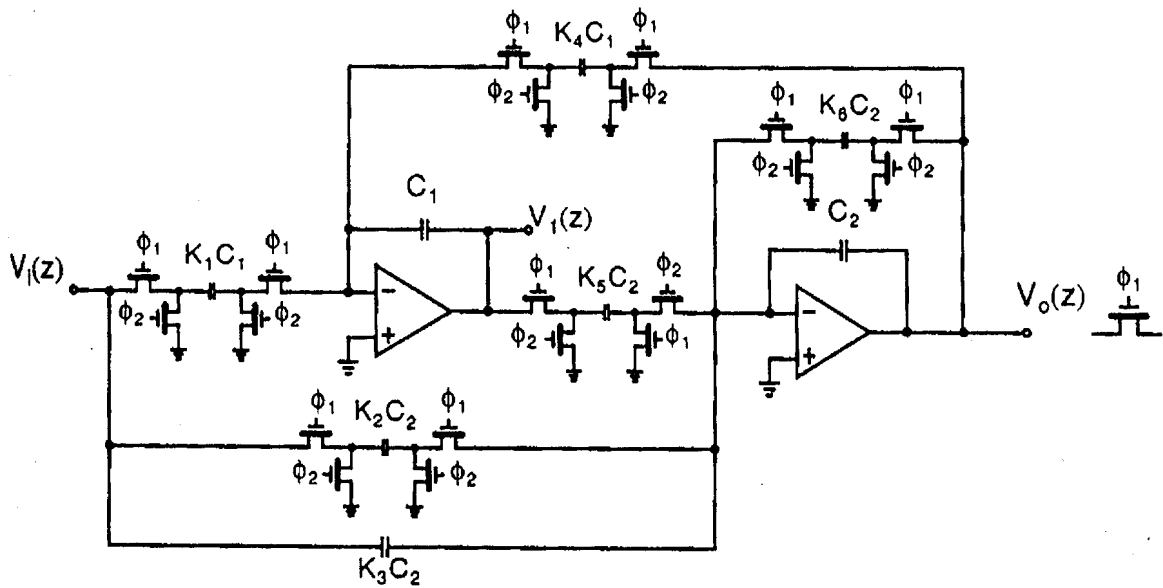 ϕ₁ K₄C₁ ϕ₁
ϕ₂ ϕ₂
ϕ₁ K₆C₂ ϕ₁
ϕ₂ ϕ₂
C₁
V₁(z)
C₂
Vᵢ(z)
ϕ₁ K₁C₁ ϕ₁
ϕ₂ ϕ₂
−
+
ϕ₁ K₅C₂ ϕ₂
ϕ₂ ϕ₁
−
+
Vₒ(z)
ϕ₁
ϕ₁ K₂C₂ ϕ₁
ϕ₂ ϕ₂
K₃C₂